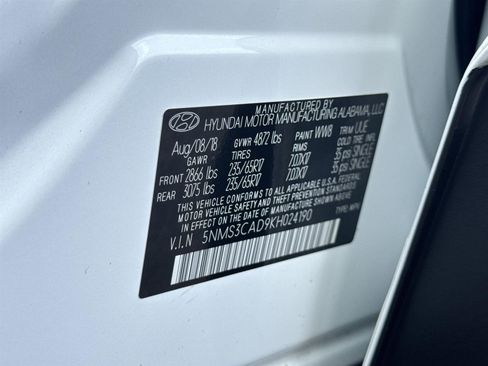 MANUFACTURED BY
HYUNDAI MOTOR MANUFACTURING ALABAMA, LLC
Aug/08/18 GVWR 4872 lbs PAINT WW8 TRIM UUE
GAWR TIRES RIMS COLD TIRE INFL
FRONT 2866 lbs 235/65R17 7.0JX17 35 psi SINGLE
REAR 3075 lbs 235/65R17 7.0JX17 35 psi SINGLE
THIS VEHICLE CONFORMS TO ALL APPLICABLE U.S. FEDERAL
MOTOR VEHICLE SAFETY AND THEFT PREVENTION STANDARDS
IN EFFECT ON THE DATE OF MANUFACTURE SHOWN ABOVE
V.I.N 5NMS3CAD9KH024190 TYPE: MPV